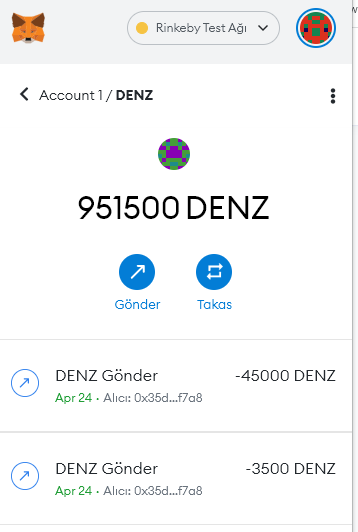 Rinkeby Test Ağı
Account 1 / DENZ
951500 DENZ
Gönder
Takas
DENZ Gönder
-45000 DENZ
Apr 24 · Alıcı: 0x35d...f7a8
DENZ Gönder
-3500 DENZ
Apr 24 · Alıcı: 0x35d...f7a8